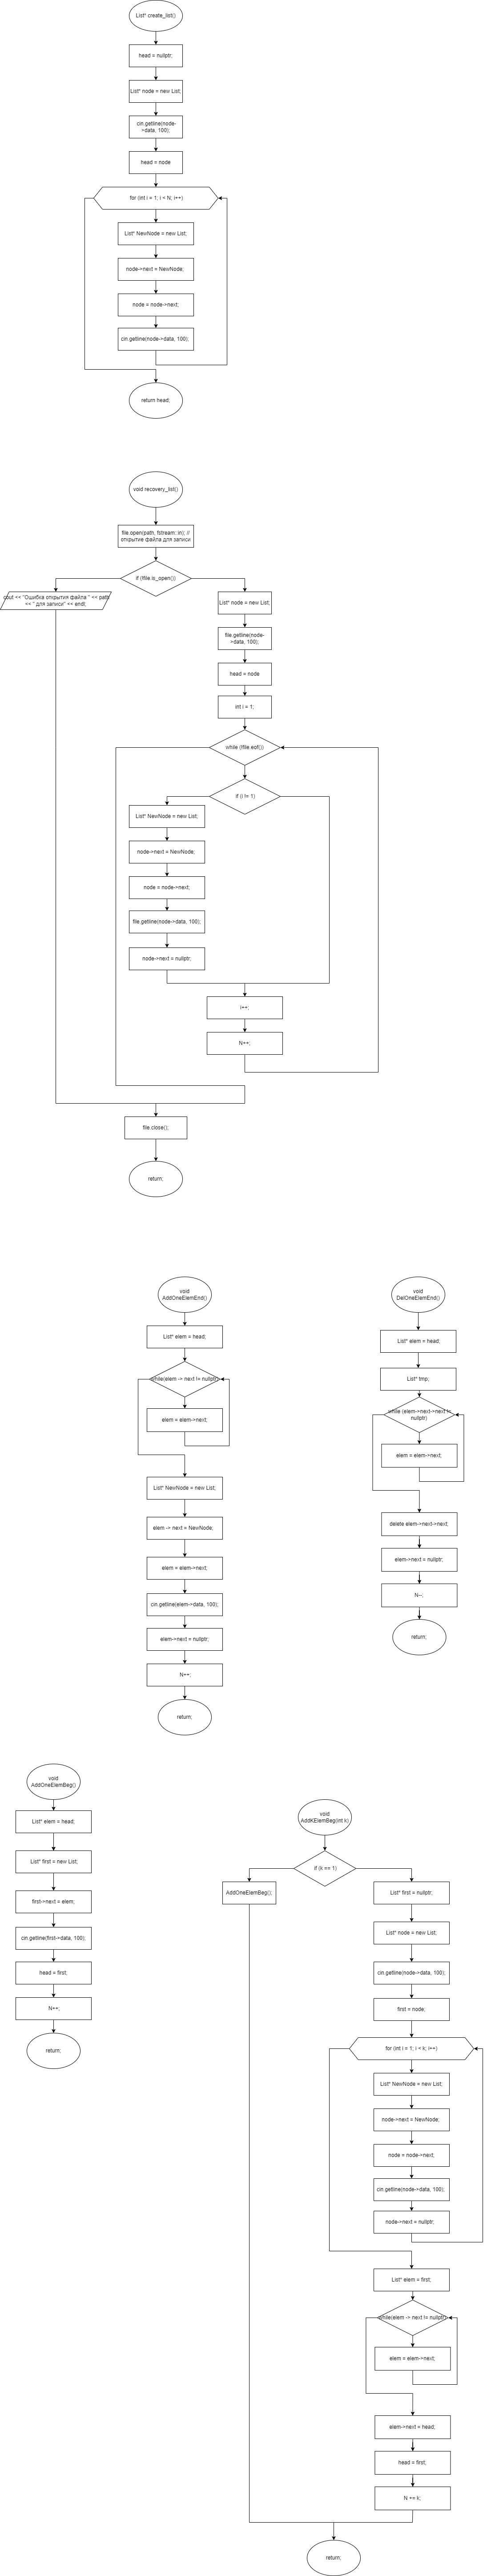 List* create_list()
head = nullptr;
List* node = new List;
cin.getline(node-
>data, 100);
head = node
for (int i = 1; i < N; i++)
List* NewNode = new List;
node->next = NewNode;
node = node->next;
cin.getline(node->data, 100);
return head;
void recovery_list()
file.open(path, fstream::in); //
открытие файла для записи
if (!file.is_open())
cout << "Ошибка открытия файла " << path
<< " для записи" << endl;
List* node = new List;
file.getline(node-
>data, 100);
head = node
int i = 1;
while (!file.eof())
if (i != 1)
List* NewNode = new List;
node->next = NewNode;
node = node->next;
file.getline(node->data, 100);
node->next = nullptr;
i++;
N++;
file.close();
return;
void
AddOneElemEnd()
List* elem = head;
while(elem -> next != nullptr)
elem = elem->next;
List* NewNode = new List;
elem -> next = NewNode;
elem = elem->next;
cin.getline(elem->data, 100);
elem->next = nullptr;
N++;
return;
void
DelOneElemEnd()
List* elem = head;
List* tmp;
while (elem->next->next !=
nullptr)
elem = elem->next;
delete elem->next->next;
elem->next = nullptr;
N--;
return;
void
AddOneElemBeg()
List* elem = head;
List* first = new List;
first->next = elem;
cin.getline(first->data, 100);
head = first;
N++;
return;
void
AddKElemBeg(int k)
if (k == 1)
AddOneElemBeg();
List* first = nullptr;
List* node = new List;
cin.getline(node->data, 100);
first = node;
for (int i = 1; i < k; i++)
List* NewNode = new List;
node->next = NewNode;
node = node->next;
cin.getline(node->data, 100);
node->next = nullptr;
List* elem = first;
while(elem -> next != nullptr)
elem = elem->next;
elem->next = head;
head = first;
N += k;
return;